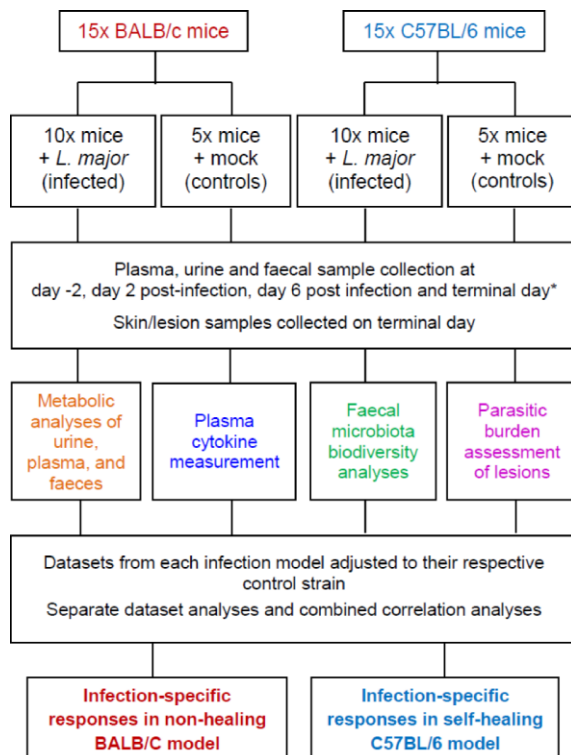 15x BALB/c mice
15x C57BL/6 mice
10x mice
+ L. major
(infected)
5x mice
+ mock
(controls)
10x mice
+ L. major
(infected)
5x mice
+ mock
(controls)
Plasma, urine and faecal sample collection at
day -2, day 2 post-infection, day 6 post infection and terminal day*
Skin/lesion samples collected on terminal day
Metabolic
analyses of
urine,
plasma, and
faeces
Plasma
cytokine
measurement
Faecal
microbiota
biodiversity
analyses
Parasitic
burden
assessment
of lesions
Datasets from each infection model adjusted to their respective
control strain
Separate dataset analyses and combined correlation analyses
Infection-specific
responses in non-healing
BALB/C model
Infection-specific
responses in self-healing
C57BL/6 model